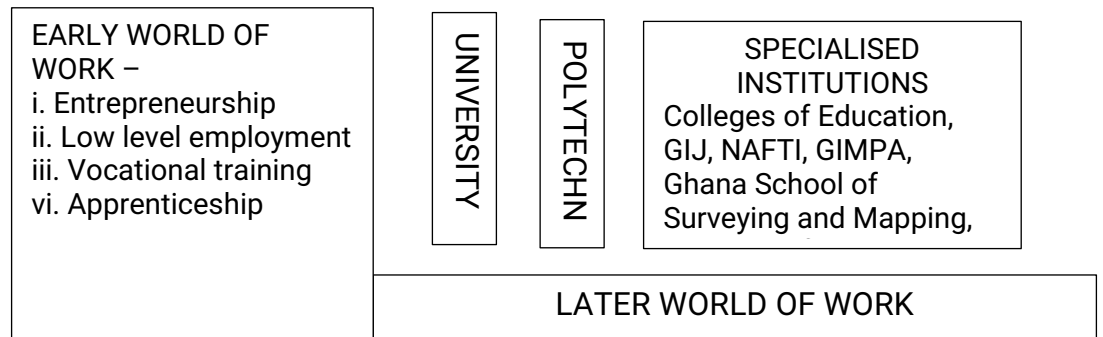 EARLY WORLD OF
WORK –
i. Entrepreneurship
ii. Low level employment
iii. Vocational training
vi. Apprenticeship
UNIVERSITY
POLYTECHN
SPECIALISED
INSTITUTIONS
Colleges of Education,
GIJ, NAFTI, GIMPA,
Ghana School of
Surveying and Mapping,
LATER WORLD OF WORK